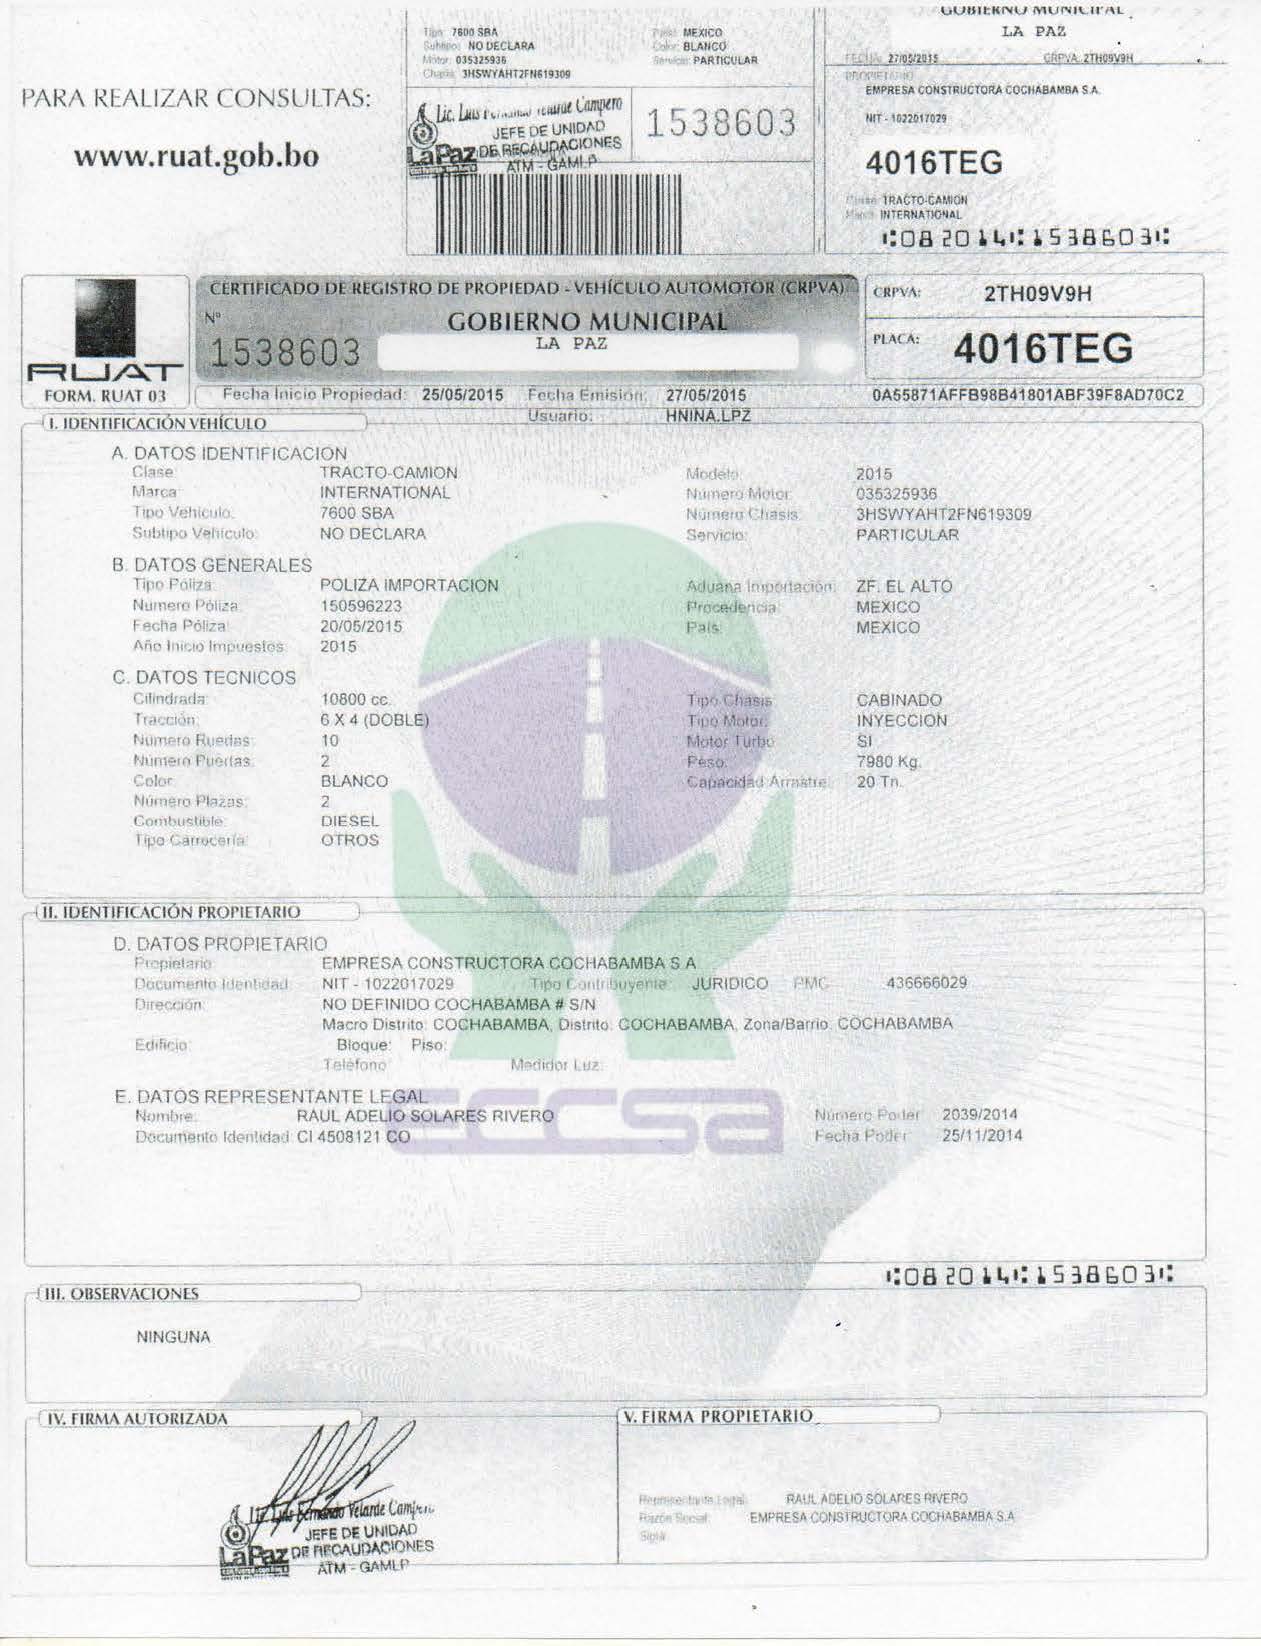 Tipo: 7600 SBA País: MEXICO
Subtipo: NO DECLARA Color: BLANCO
Motor: 035325936 Servicio: PARTICULAR
Chasis: 3HSWYAHT2FN619309
GOBIERNO MUNICIPAL
LA PAZ
FECHA: 27/05/2015 CRPVA: 2TH09V9H
PROPIETARIO
EMPRESA CONSTRUCTORA COCHABAMBA S.A.
NIT - 1022017029
4016TEG
Clase: TRACTO-CAMION
Marca: INTERNATIONAL
PARA REALIZAR CONSULTAS:
www.ruat.gob.bo
Lic. Luis Fernando Velarde Campero
JEFE DE UNIDAD
LaPaz DE RECAUDACIONES
ATM - GAMLP
1538603
⑆082014⑆1538603⑆
RUAT
FORM. RUAT 03
CERTIFICADO DE REGISTRO DE PROPIEDAD - VEHÍCULO AUTOMOTOR (CRPVA)
Nº
1538603
GOBIERNO MUNICIPAL
LA PAZ
CRPVA: 2TH09V9H
PLACA: 4016TEG
Fecha Inicio Propiedad: 25/05/2015 Fecha Emisión: 27/05/2015 0A55871AFFB98B41801ABF39F8AD70C2
Usuario: HNINA.LPZ
I. IDENTIFICACIÓN VEHÍCULO
A. DATOS IDENTIFICACION
Clase TRACTO-CAMION Modelo: 2015
Marca INTERNATIONAL Número Motor: 035325936
Tipo Vehículo: 7600 SBA Número Chasis: 3HSWYAHT2FN619309
Subtipo Vehículo: NO DECLARA Servicio: PARTICULAR
B. DATOS GENERALES
Tipo Póliza: POLIZA IMPORTACION Aduana Importación: ZF. EL ALTO
Numero Póliza: 150596223 Procedencia: MEXICO
Fecha Póliza: 20/05/2015 País: MEXICO
Año Inicio Impuestos 2015
C. DATOS TECNICOS
Cilindrada: 10800 cc. Tipo Chasis: CABINADO
Tracción: 6 X 4 (DOBLE) Tipo Motor: INYECCION
Número Ruedas: 10 Motor Turbo SI
Número Puertas: 2 Peso: 7980 Kg.
Color: BLANCO Capacidad Arrastre: 20 Tn.
Número Plazas: 2
Combustible: DIESEL
Tipo Carrocería: OTROS
II. IDENTIFICACIÓN PROPIETARIO
D. DATOS PROPIETARIO
Propietario EMPRESA CONSTRUCTORA COCHABAMBA S.A
Documento Identidad NIT - 1022017029 Tipo Contribuyente: JURIDICO PMC 436666029
Dirección: NO DEFINIDO COCHABAMBA # S/N
Macro Distrito: COCHABAMBA, Distrito: COCHABAMBA, Zona/Barrio: COCHABAMBA
Edificio: Bloque: Piso:
Teléfono Medidor Luz:
E. DATOS REPRESENTANTE LEGAL
Nombre: RAUL ADELIO SOLARES RIVERO Número Poder 2039/2014
Documento Identidad CI 4508121 CO Fecha Poder: 25/11/2014
eccsa
⑆082014⑆1538603⑆
III. OBSERVACIONES
NINGUNA
IV. FIRMA AUTORIZADA
Lic. Luis Fernando Velarde Campero
JEFE DE UNIDAD
LaPaz DE RECAUDACIONES
ATM - GAMLP
V. FIRMA PROPIETARIO
Representante Legal: RAUL ADELIO SOLARES RIVERO
Razón Social: EMPRESA CONSTRUCTORA COCHABAMBA S.A
Sigla: